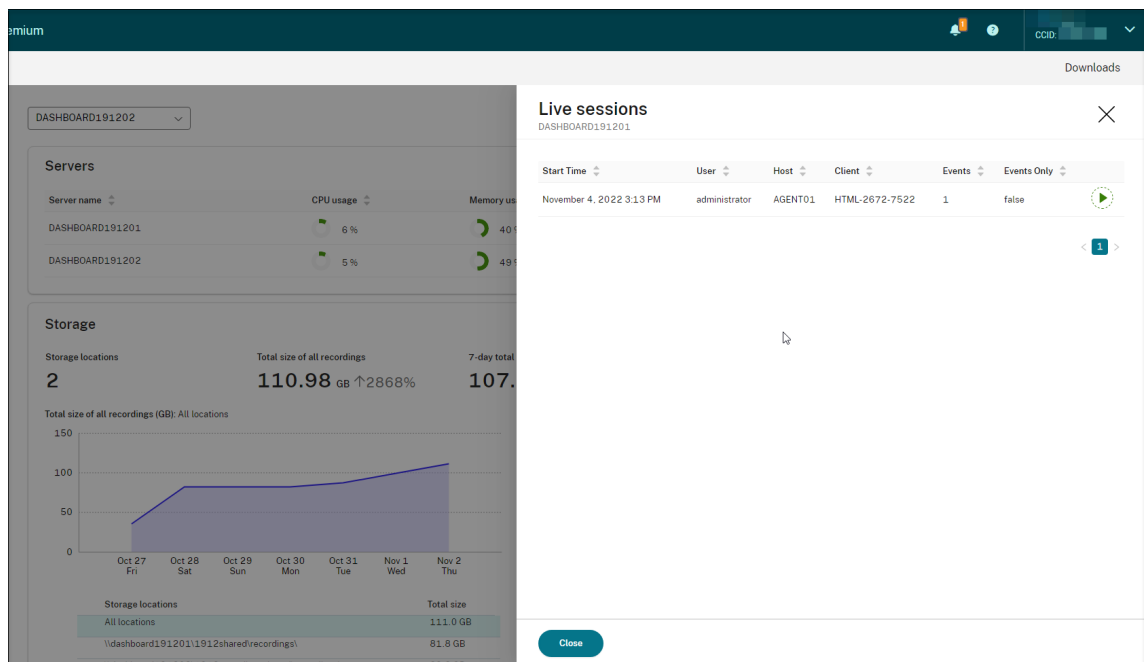 emium
!
?
CCID:
Downloads
DASHBOARD191202
Servers
Server name CPU usage Memory us
DASHBOARD191201 6 % 40 %
DASHBOARD191202 5 % 49 %
Storage
Storage locations Total size of all recordings 7-day total
2 110.98 GB ↑2868% 107.
Total size of all recordings (GB): All locations
150
100
50
0
Oct 27 Oct 28 Oct 29 Oct 30 Oct 31 Nov 1 Nov 2
Fri Sat Sun Mon Tue Wed Thu
Storage locations Total size
All locations 111.0 GB
\\dashboard191201\1912shared\recordings\ 81.8 GB
Live sessions
DASHBOARD191201
Start Time User Host Client Events Events Only
November 4, 2022 3:13 PM administrator AGENT01 HTML-2672-7522 1 false
< 1 >
Close